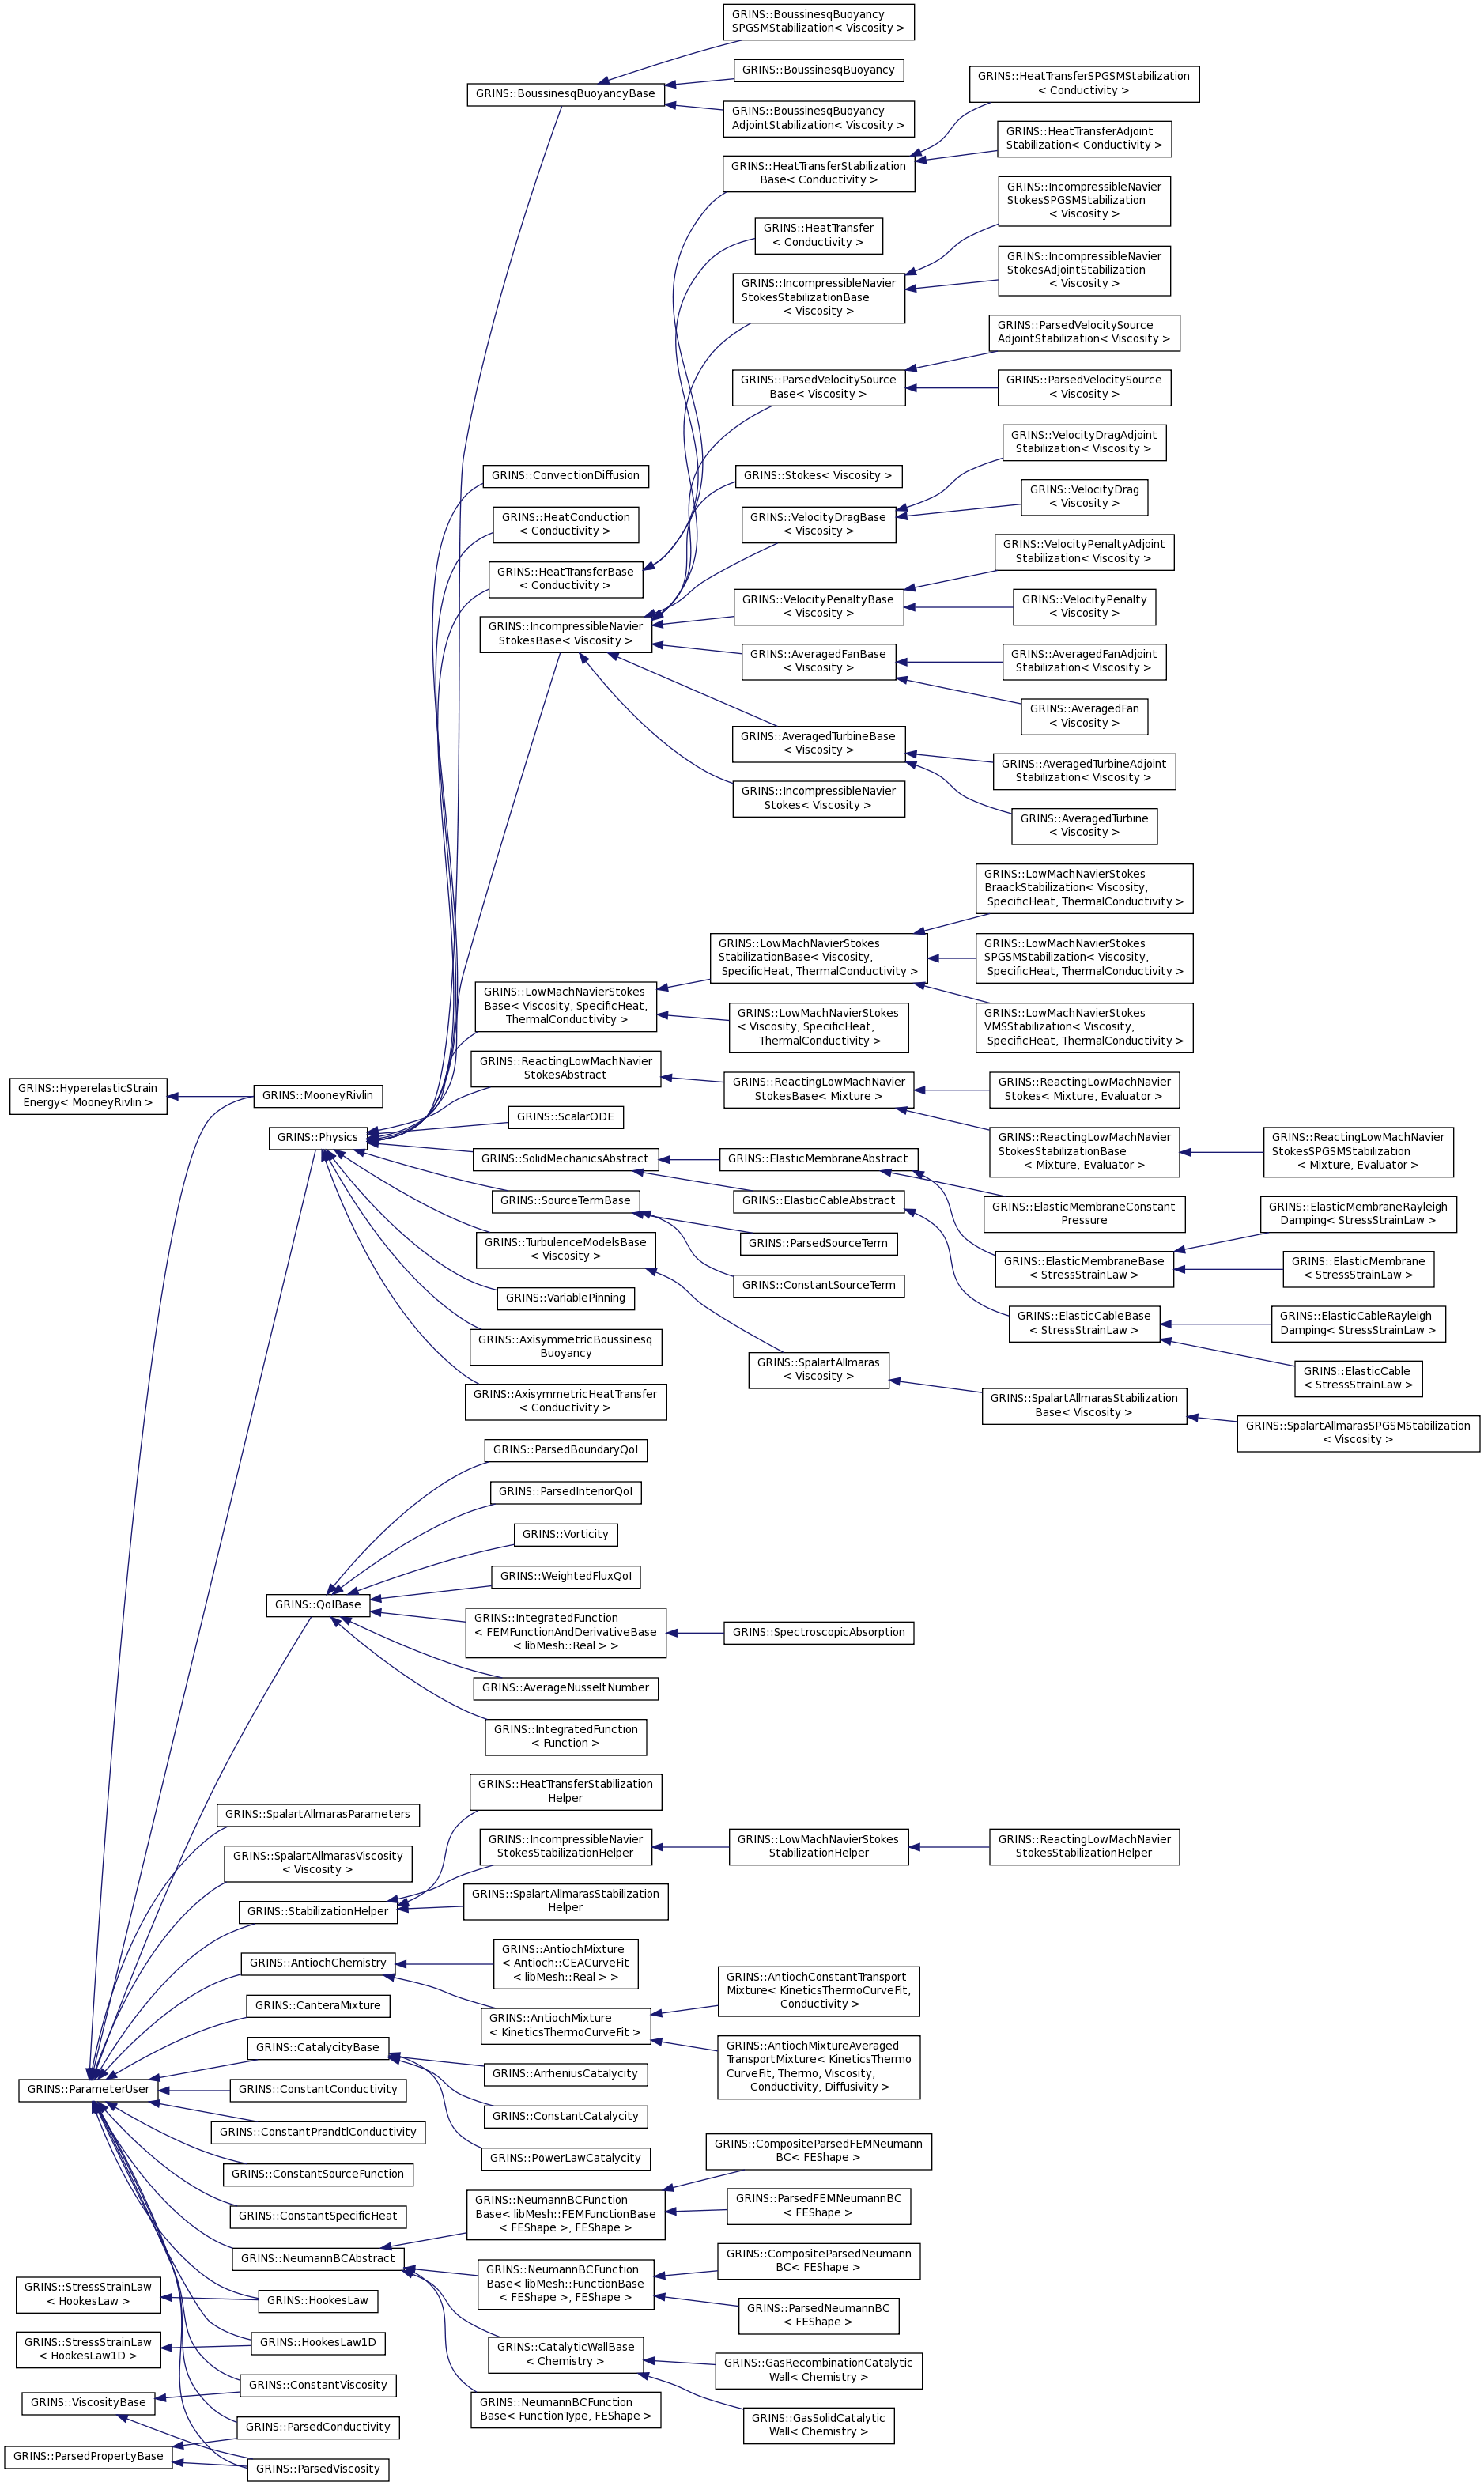 GRINS::BoussinesqBuoyancy
SPGSMStabilization< Viscosity >
GRINS::BoussinesqBuoyancy
GRINS::BoussinesqBuoyancyBase
GRINS::BoussinesqBuoyancy
AdjointStabilization< Viscosity >
GRINS::HeatTransferSPGSMStabilization
< Conductivity >
GRINS::HeatTransferAdjoint
Stabilization< Conductivity >
GRINS::HeatTransferStabilization
Base< Conductivity >
GRINS::IncompressibleNavier
StokesSPGSMStabilization
< Viscosity >
GRINS::HeatTransfer
< Conductivity >
GRINS::IncompressibleNavier
StokesAdjointStabilization
< Viscosity >
GRINS::IncompressibleNavier
StokesStabilizationBase
< Viscosity >
GRINS::ParsedVelocitySource
AdjointStabilization< Viscosity >
GRINS::ParsedVelocitySource
Base< Viscosity >
GRINS::ParsedVelocitySource
< Viscosity >
GRINS::VelocityDragAdjoint
Stabilization< Viscosity >
GRINS::ConvectionDiffusion
GRINS::Stokes< Viscosity >
GRINS::VelocityDrag
< Viscosity >
GRINS::HeatConduction
< Conductivity >
GRINS::VelocityDragBase
< Viscosity >
GRINS::VelocityPenaltyAdjoint
Stabilization< Viscosity >
GRINS::HeatTransferBase
< Conductivity >
GRINS::VelocityPenaltyBase
< Viscosity >
GRINS::VelocityPenalty
< Viscosity >
GRINS::IncompressibleNavier
StokesBase< Viscosity >
GRINS::AveragedFanBase
< Viscosity >
GRINS::AveragedFanAdjoint
Stabilization< Viscosity >
GRINS::AveragedFan
< Viscosity >
GRINS::AveragedTurbineBase
< Viscosity >
GRINS::AveragedTurbineAdjoint
Stabilization< Viscosity >
GRINS::IncompressibleNavier
Stokes< Viscosity >
GRINS::AveragedTurbine
< Viscosity >
GRINS::LowMachNavierStokes
BraackStabilization< Viscosity,
SpecificHeat, ThermalConductivity >
GRINS::LowMachNavierStokes
StabilizationBase< Viscosity,
SpecificHeat, ThermalConductivity >
GRINS::LowMachNavierStokes
SPGSMStabilization< Viscosity,
SpecificHeat, ThermalConductivity >
GRINS::LowMachNavierStokes
Base< Viscosity, SpecificHeat,
ThermalConductivity >
GRINS::LowMachNavierStokes
< Viscosity, SpecificHeat,
ThermalConductivity >
GRINS::LowMachNavierStokes
VMSStabilization< Viscosity,
SpecificHeat, ThermalConductivity >
GRINS::ReactingLowMachNavier
StokesAbstract
GRINS::HyperelasticStrain
Energy< MooneyRivlin >
GRINS::MooneyRivlin
GRINS::ReactingLowMachNavier
StokesBase< Mixture >
GRINS::ReactingLowMachNavier
Stokes< Mixture, Evaluator >
GRINS::ScalarODE
GRINS::Physics
GRINS::ReactingLowMachNavier
StokesStabilizationBase
< Mixture, Evaluator >
GRINS::ReactingLowMachNavier
StokesSPGSMStabilization
< Mixture, Evaluator >
GRINS::SolidMechanicsAbstract
GRINS::ElasticMembraneAbstract
GRINS::SourceTermBase
GRINS::ElasticCableAbstract
GRINS::ElasticMembraneConstant
Pressure
GRINS::ElasticMembraneRayleigh
Damping< StressStrainLaw >
GRINS::TurbulenceModelsBase
< Viscosity >
GRINS::ParsedSourceTerm
GRINS::ElasticMembraneBase
< StressStrainLaw >
GRINS::ElasticMembrane
< StressStrainLaw >
GRINS::ConstantSourceTerm
GRINS::VariablePinning
GRINS::ElasticCableBase
< StressStrainLaw >
GRINS::ElasticCableRayleigh
Damping< StressStrainLaw >
GRINS::AxisymmetricBoussinesq
Buoyancy
GRINS::SpalartAllmaras
< Viscosity >
GRINS::ElasticCable
< StressStrainLaw >
GRINS::AxisymmetricHeatTransfer
< Conductivity >
GRINS::SpalartAllmarasStabilization
Base< Viscosity >
GRINS::SpalartAllmarasSPGSMStabilization
< Viscosity >
GRINS::ParsedBoundaryQoI
GRINS::ParsedInteriorQoI
GRINS::Vorticity
GRINS::WeightedFluxQoI
GRINS::QoIBase
GRINS::IntegratedFunction
< FEMFunctionAndDerivativeBase
< libMesh::Real > >
GRINS::SpectroscopicAbsorption
GRINS::AverageNusseltNumber
GRINS::IntegratedFunction
< Function >
GRINS::HeatTransferStabilization
Helper
GRINS::SpalartAllmarasParameters
GRINS::IncompressibleNavier
StokesStabilizationHelper
GRINS::LowMachNavierStokes
StabilizationHelper
GRINS::ReactingLowMachNavier
StokesStabilizationHelper
GRINS::SpalartAllmarasViscosity
< Viscosity >
GRINS::SpalartAllmarasStabilization
Helper
GRINS::StabilizationHelper
GRINS::AntiochChemistry
GRINS::AntiochMixture
< Antioch::CEACurveFit
< libMesh::Real > >
GRINS::AntiochConstantTransport
Mixture< KineticsThermoCurveFit,
Conductivity >
GRINS::CanteraMixture
GRINS::AntiochMixture
< KineticsThermoCurveFit >
GRINS::CatalycityBase
GRINS::AntiochMixtureAveraged
TransportMixture< KineticsThermo
CurveFit, Thermo, Viscosity,
Conductivity, Diffusivity >
GRINS::ArrheniusCatalycity
GRINS::ParameterUser
GRINS::ConstantConductivity
GRINS::ConstantCatalycity
GRINS::ConstantPrandtlConductivity
GRINS::PowerLawCatalycity
GRINS::CompositeParsedFEMNeumann
BC< FEShape >
GRINS::ConstantSourceFunction
GRINS::ConstantSpecificHeat
GRINS::NeumannBCFunction
Base< libMesh::FEMFunctionBase
< FEShape >, FEShape >
GRINS::ParsedFEMNeumannBC
< FEShape >
GRINS::NeumannBCAbstract
GRINS::CompositeParsedNeumann
BC< FEShape >
GRINS::NeumannBCFunction
Base< libMesh::FunctionBase
< FEShape >, FEShape >
GRINS::StressStrainLaw
< HookesLaw >
GRINS::HookesLaw
GRINS::ParsedNeumannBC
< FEShape >
GRINS::StressStrainLaw
< HookesLaw1D >
GRINS::HookesLaw1D
GRINS::CatalyticWallBase
< Chemistry >
GRINS::GasRecombinationCatalytic
Wall< Chemistry >
GRINS::ConstantViscosity
GRINS::ViscosityBase
GRINS::NeumannBCFunction
Base< FunctionType, FEShape >
GRINS::GasSolidCatalytic
Wall< Chemistry >
GRINS::ParsedConductivity
GRINS::ParsedPropertyBase
GRINS::ParsedViscosity